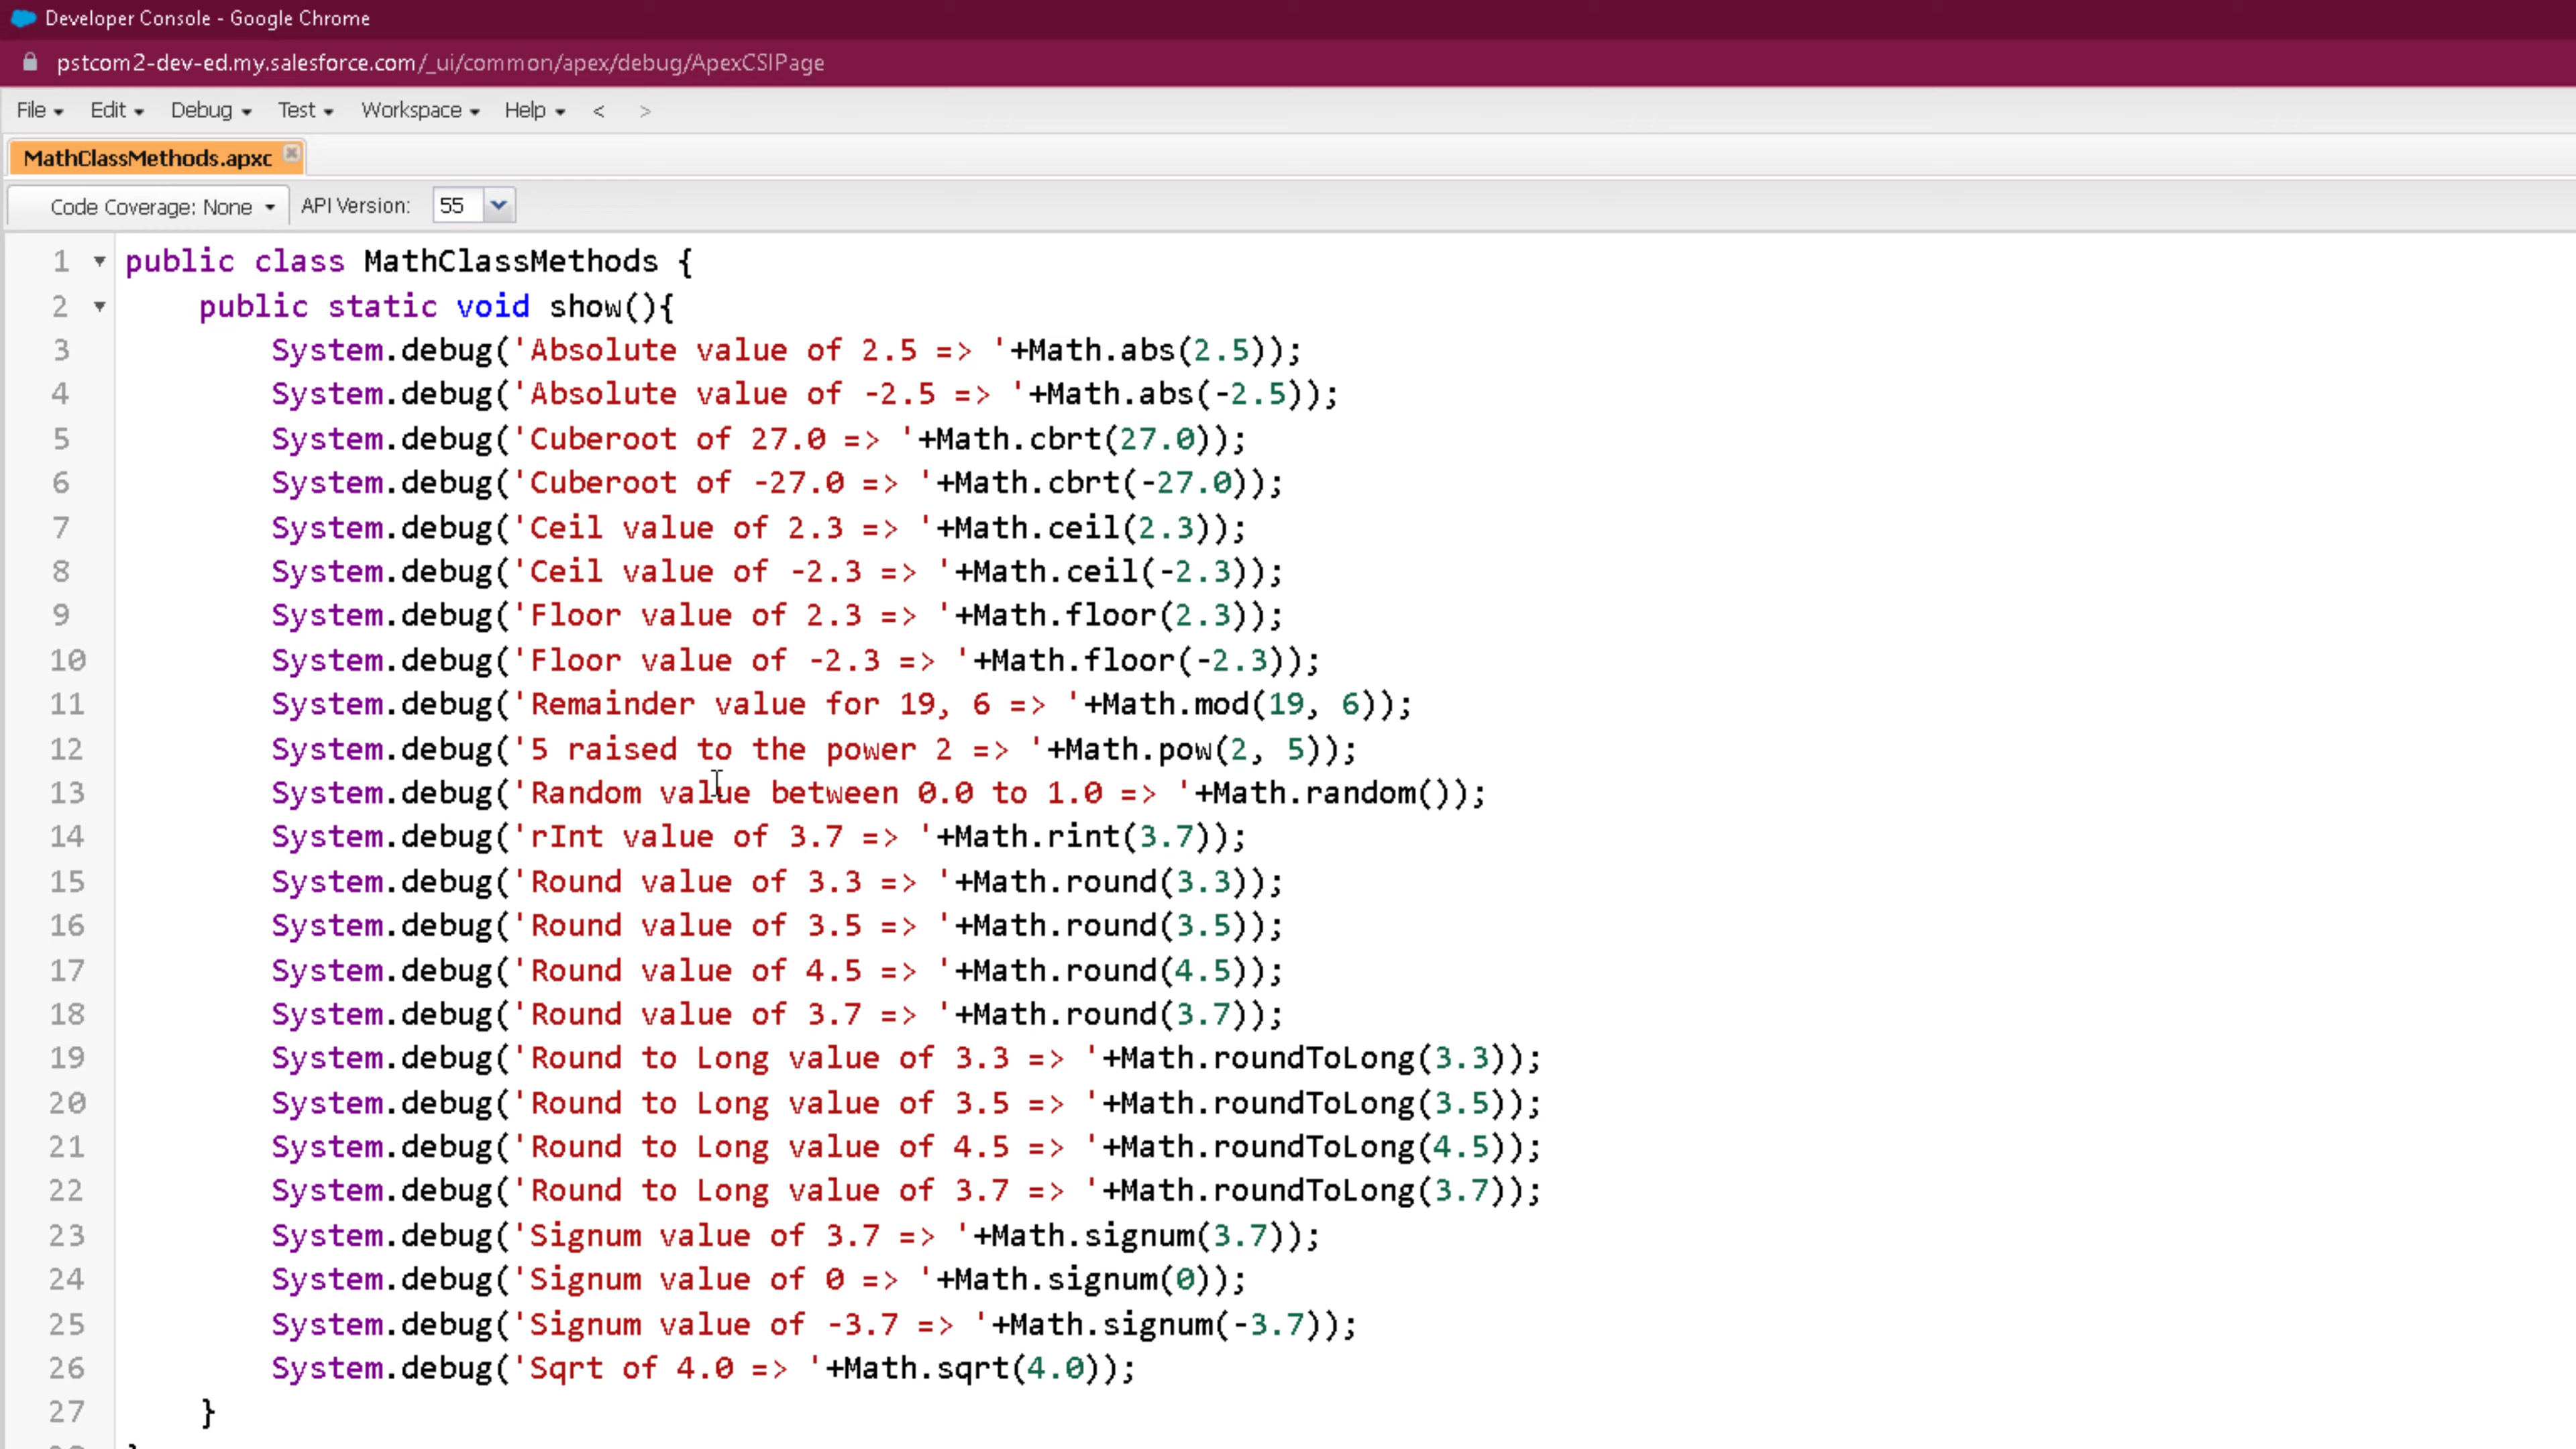 Developer Console - Google Chrome
pstcom2-dev-ed.my.salesforce.com/_ui/common/apex/debug/ApexCSIPage
File Edit Debug Test Workspace Help < >
MathClassMethods.apxc
Code Coverage: None API Version: 55
1 public class MathClassMethods {
2 public static void show(){
3 System.debug('Absolute value of 2.5 => '+Math.abs(2.5));
4 System.debug('Absolute value of -2.5 => '+Math.abs(-2.5));
5 System.debug('Cuberoot of 27.0 => '+Math.cbrt(27.0));
6 System.debug('Cuberoot of -27.0 => '+Math.cbrt(-27.0));
7 System.debug('Ceil value of 2.3 => '+Math.ceil(2.3));
8 System.debug('Ceil value of -2.3 => '+Math.ceil(-2.3));
9 System.debug('Floor value of 2.3 => '+Math.floor(2.3));
10 System.debug('Floor value of -2.3 => '+Math.floor(-2.3));
11 System.debug('Remainder value for 19, 6 => '+Math.mod(19, 6));
12 System.debug('5 raised to the power 2 => '+Math.pow(2, 5));
13 System.debug('Random value between 0.0 to 1.0 => '+Math.random());
14 System.debug('rInt value of 3.7 => '+Math.rint(3.7));
15 System.debug('Round value of 3.3 => '+Math.round(3.3));
16 System.debug('Round value of 3.5 => '+Math.round(3.5));
17 System.debug('Round value of 4.5 => '+Math.round(4.5));
18 System.debug('Round value of 3.7 => '+Math.round(3.7));
19 System.debug('Round to Long value of 3.3 => '+Math.roundToLong(3.3));
20 System.debug('Round to Long value of 3.5 => '+Math.roundToLong(3.5));
21 System.debug('Round to Long value of 4.5 => '+Math.roundToLong(4.5));
22 System.debug('Round to Long value of 3.7 => '+Math.roundToLong(3.7));
23 System.debug('Signum value of 3.7 => '+Math.signum(3.7));
24 System.debug('Signum value of 0 => '+Math.signum(0));
25 System.debug('Signum value of -3.7 => '+Math.signum(-3.7));
26 System.debug('Sqrt of 4.0 => '+Math.sqrt(4.0));
27 }